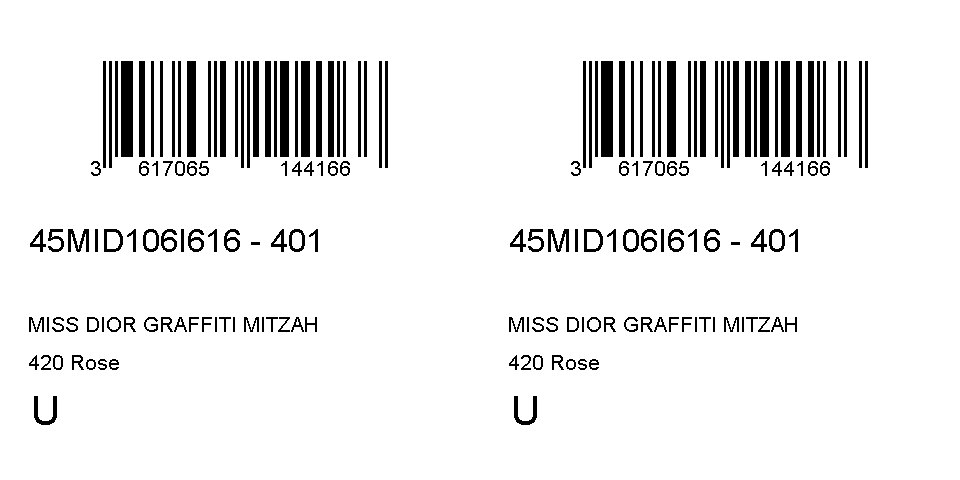 3 617065 144166
45MID106I616 - 401
MISS DIOR GRAFFITI MITZAH
420 Rose
U
3 617065 144166
45MID106I616 - 401
MISS DIOR GRAFFITI MITZAH
420 Rose
U